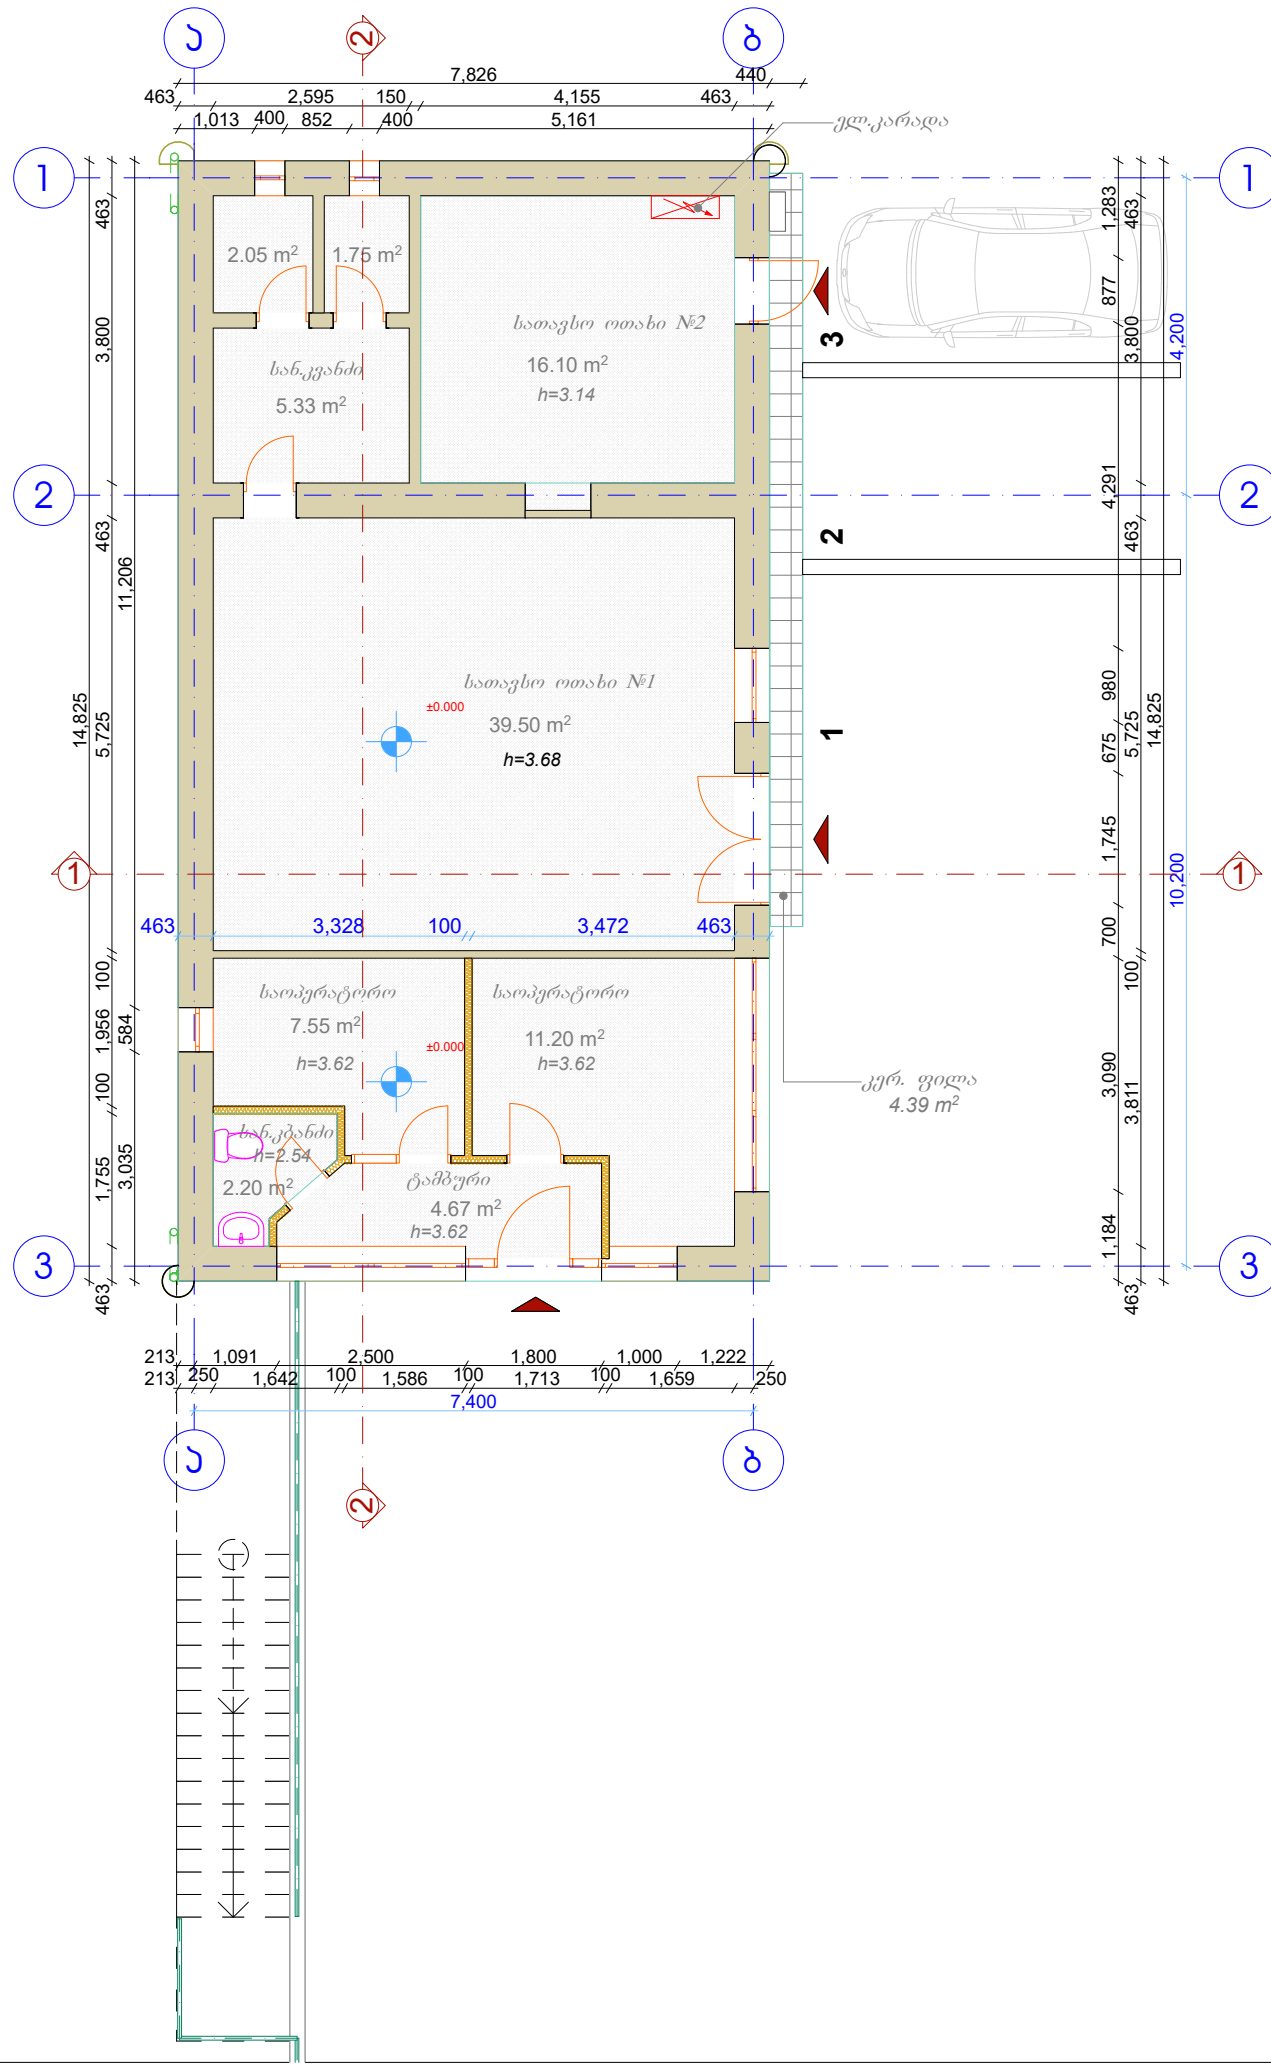 ა
2
ბ
7,826
440
463
2,595
150
4,155
463
1,013
400
852
400
5,161
ელ.კარადა
1
1
2.05 m²
1.75 m²
სათავსო ოთახი №2
16.10 m²
h=3.14
სან.კვანძი
5.33 m²
463
3,800
463
11,206
14,825
5,725
1,283
463
877
3,800
4,200
3
2
2
4,291
463
2
სათავსო ოთახი №1
±0.000
39.50 m²
h=3.68
1
980
675
5,725
14,825
1,745
10,200
1
1
463
3,328
100
3,472
463
700
100
100
1,956
584
100
საოპერატორო
7.55 m²
h=3.62
±0.000
საოპერატორო
11.20 m²
h=3.62
კერ. ფილა
4.39 m²
3,090
3,811
სან.კბანძი
h=2.54
2.20 m²
ტამბური
4.67 m²
h=3.62
1,755
3,035
1,184
3
3
463
463
213
1,091
2,500
1,800
1,000
1,222
213
250
1,642
100
1,586
100
1,713
100
1,659
250
7,400
ა
ბ
2